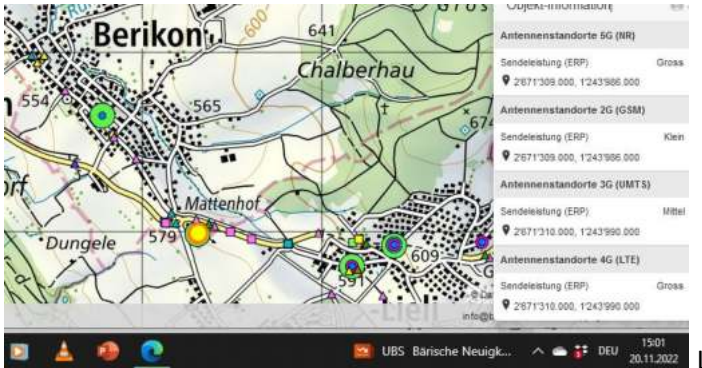 Objekt-Information
Berikon
641
600
Chalberhau
554
565
674
Mattenhof
579
Dungele
609
591
-Lieli
info@b
Antennenstandorte 5G (NR)
Sendeleistung (ERP) Gross
2'671'309.000, 1'243'986.000
Antennenstandorte 2G (GSM)
Sendeleistung (ERP) Klein
2'671'309.000, 1'243'986.000
Antennenstandorte 3G (UMTS)
Sendeleistung (ERP) Mittel
2'671'310.000, 1'243'990.000
Antennenstandorte 4G (LTE)
Sendeleistung (ERP) Gross
2'671'310.000, 1'243'990.000
UBS Bärische Neuigk... DEU 15:01
20.11.2022